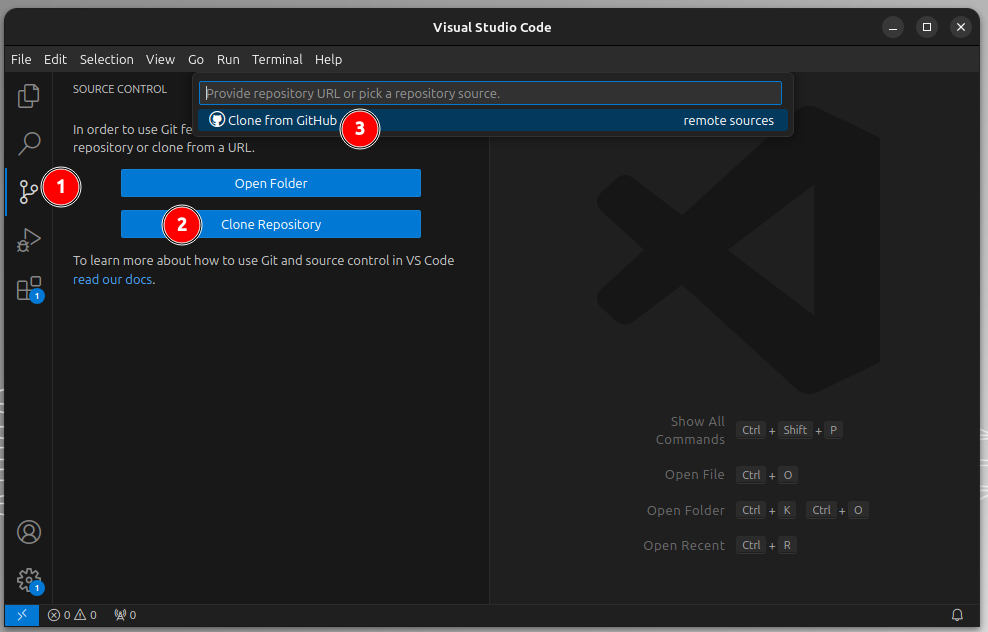 Visual Studio Code
File Edit Selection View Go Run Terminal Help
SOURCE CONTROL
Provide repository URL or pick a repository source.
Clone from GitHub
remote sources
3
In order to use Git fe
repository or clone from a URL.
1
Open Folder
2
Clone Repository
To learn more about how to use Git and source control in VS Code
read our docs.
1
Show All
Commands
Ctrl + Shift + P
Open File Ctrl + O
Open Folder Ctrl + K Ctrl + O
Open Recent Ctrl + R
1
0 0 0